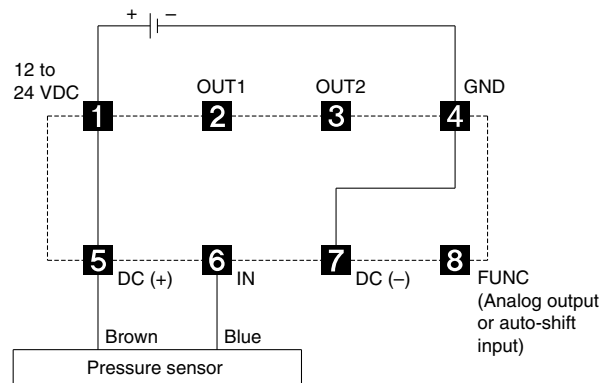 + –
12 to
24 VDC
OUT1
OUT2
GND
1
2
3
4
5
6
7
8
DC (+)
IN
DC (–)
FUNC
(Analog output
or auto-shift
input)
Brown
Blue
Pressure sensor